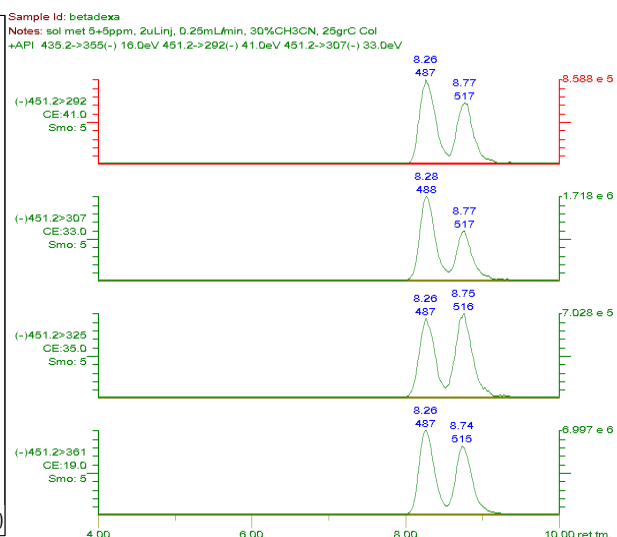 Sample Id: betadexa
Notes: sol met 5+5ppm, 2uLinj, 0.25mL/min, 30%CH3CN, 25grC Col
+API 435.2->355(-) 16.0eV 451.2->292(-) 41.0eV 451.2->307(-) 33.0eV
8.26
487
8.77
517
8.588 e 5
(-)451.2>292
CE:41.0
Smo: 5
8.28
488
8.77
517
1.718 e 6
(-)451.2>307
CE:33.0
Smo: 5
8.26
487
8.75
516
7.028 e 5
(-)451.2>325
CE:35.0
Smo: 5
8.26
487
8.74
515
6.997 e 6
(-)451.2>361
CE:19.0
Smo: 5
)
4.00 6.00 8.00 10.00 ret.tm